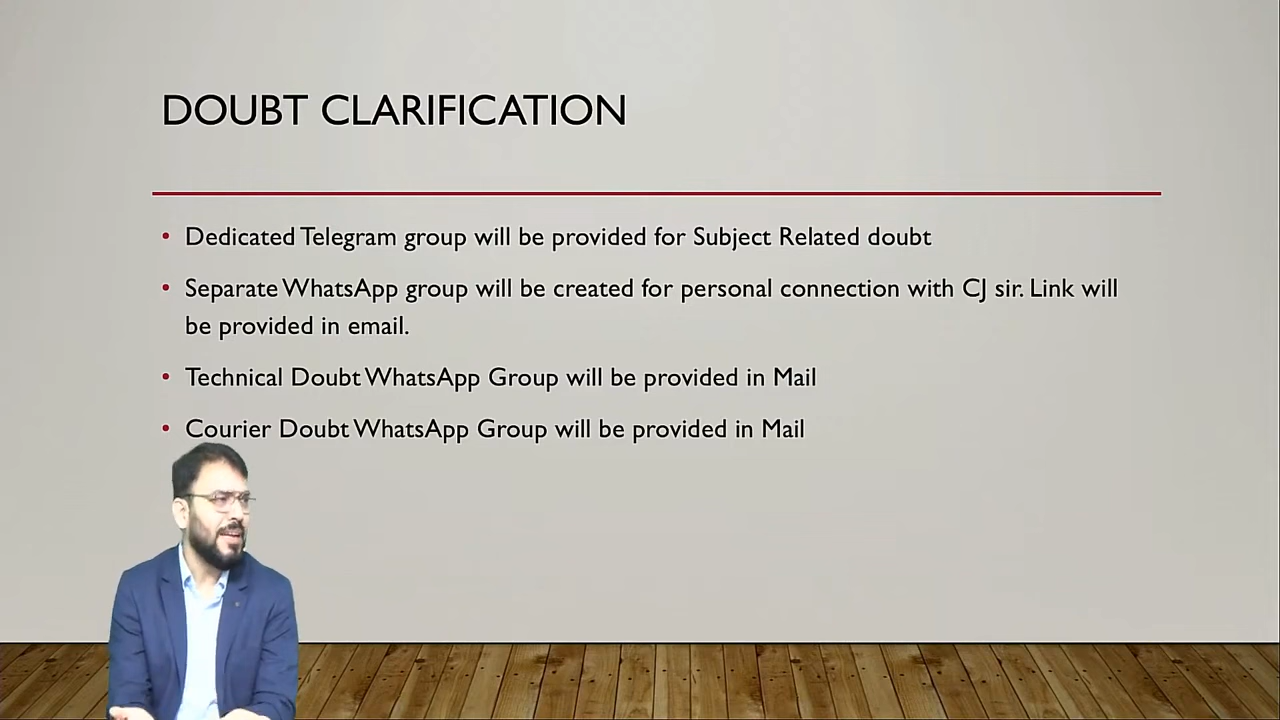 DOUBT CLARIFICATION
• Dedicated Telegram group will be provided for Subject Related doubt
• Separate WhatsApp group will be created for personal connection with CJ sir. Link will
be provided in email.
• Technical Doubt WhatsApp Group will be provided in Mail
• Courier Doubt WhatsApp Group will be provided in Mail